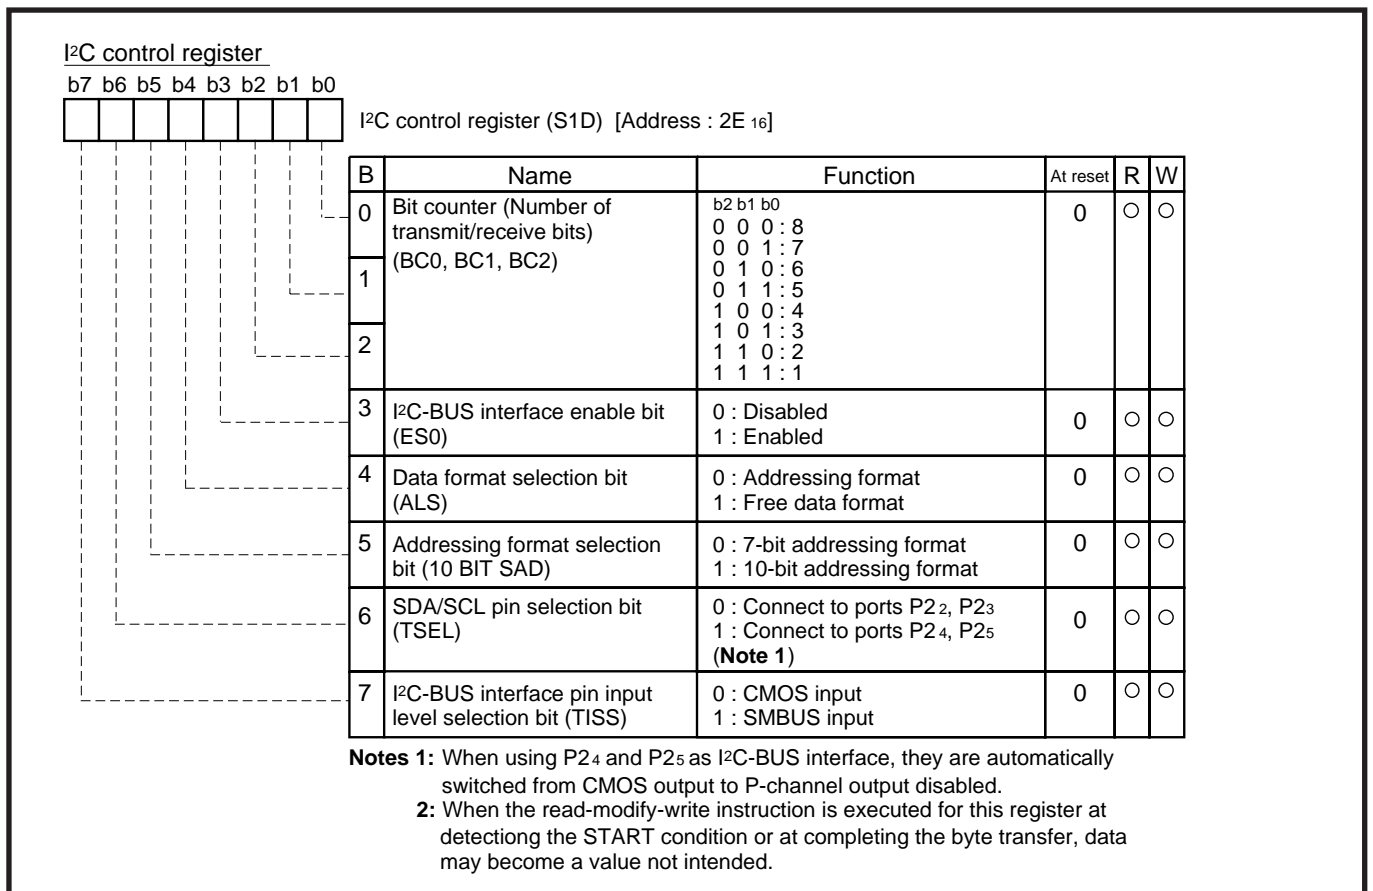 I²C control register
b7 b6 b5 b4 b3 b2 b1 b0
I²C control register (S1D) [Address : 2E 16]
B Name Function At reset R W
0 Bit counter (Number of transmit/receive bits) (BC0, BC1, BC2) b2 b1 b0 0 ○ ○
0 0 0 : 8
0 0 1 : 7
0 1 0 : 6
1
0 1 1 : 5
1 0 0 : 4
1 0 1 : 3
2
1 1 0 : 2
1 1 1 : 1
3 I²C-BUS interface enable bit 0 : Disabled 0 ○ ○
(ES0) 1 : Enabled
4 Data format selection bit 0 : Addressing format 0 ○ ○
(ALS) 1 : Free data format
5 Addressing format selection 0 : 7-bit addressing format 0 ○ ○
bit (10 BIT SAD) 1 : 10-bit addressing format
6 SDA/SCL pin selection bit 0 : Connect to ports P22, P23 0 ○ ○
(TSEL) 1 : Connect to ports P24, P25
(Note 1)
7 I²C-BUS interface pin input 0 : CMOS input 0 ○ ○
level selection bit (TISS) 1 : SMBUS input
Notes 1: When using P24 and P25 as I²C-BUS interface, they are automatically
switched from CMOS output to P-channel output disabled.
2: When the read-modify-write instruction is executed for this register at
detectiong the START condition or at completing the byte transfer, data
may become a value not intended.